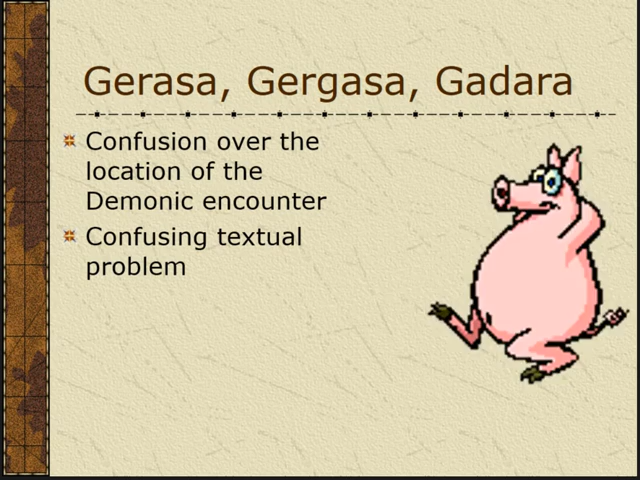 Gerasa, Gergasa, Gadara
Confusion over the
location of the
Demonic encounter
Confusing textual
problem